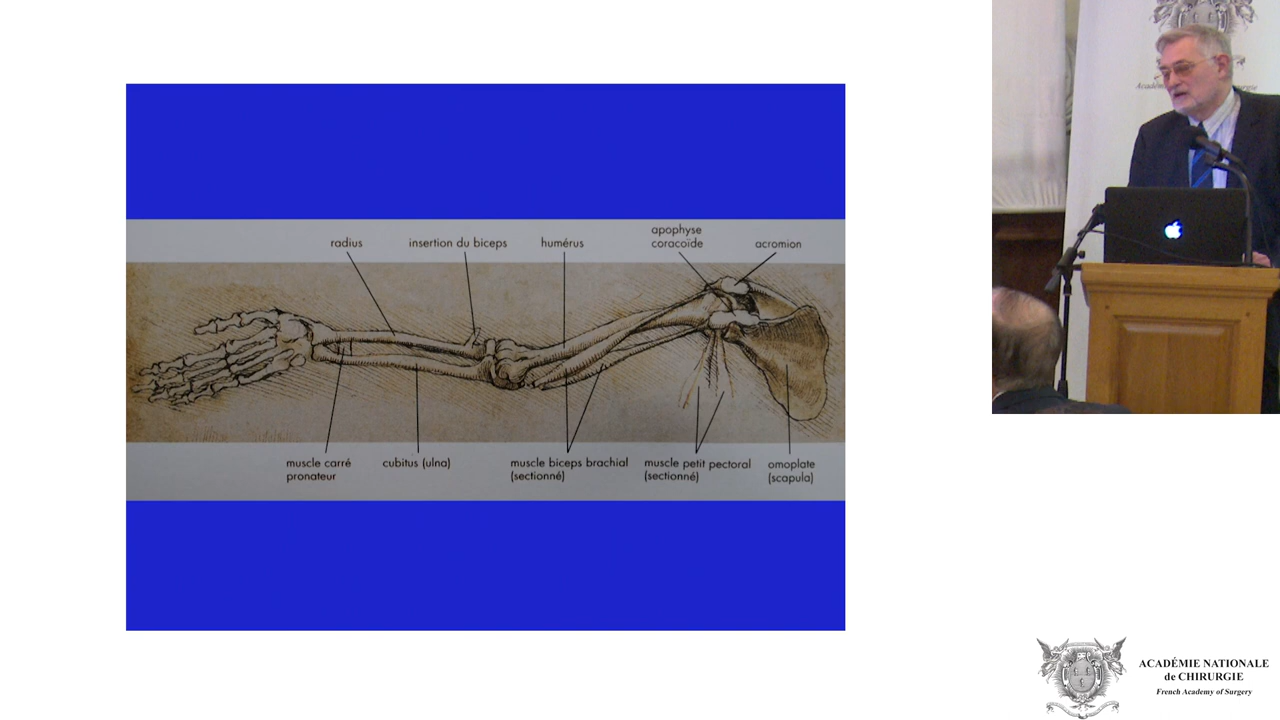 radius
insertion du biceps
humérus
apophyse
coracoïde
acromion
muscle carré
pronateur
cubitus (ulna)
muscle biceps brachial
(sectionné)
muscle petit pectoral
(sectionné)
omoplate
(scapula)
ACADÉMIE NATIONALE
de CHIRURGIE
French Academy of Surgery